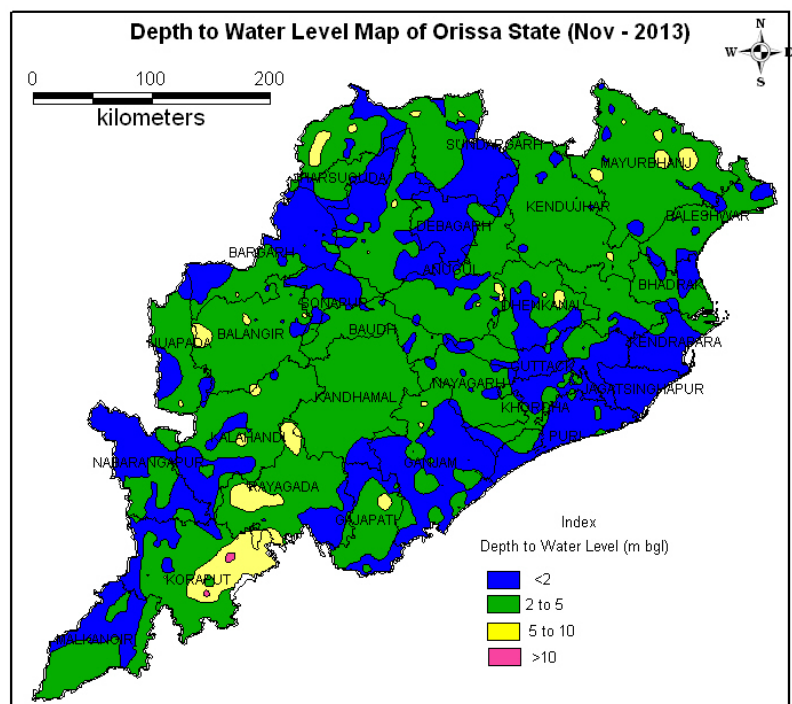 Depth to Water Level Map of Orissa State (Nov - 2013)
N
W E
S
0 100 200
kilometers
SUNDARGARH
JHARSUGUDA
MAYURBHANJ
KENDUJHAR
BALESHWAR
DEBAGARH
BARGARH
ANUGUL
BHADRAK
SONAPUR
DHENKANAL
BAUDH
BALANGIR
NUAPADA
KENDRAPARA
CUTTACK
NAYAGARH
JAGATSINGHAPUR
KANDHAMAL
KHORDHA
PURI
KALAHANDI
NABARANGAPUR
GANJAM
RAYAGADA
GAJAPATI
Index
Depth to Water Level (m bgl)
KORAPUT
<2
2 to 5
5 to 10
>10
MALKANGIRI